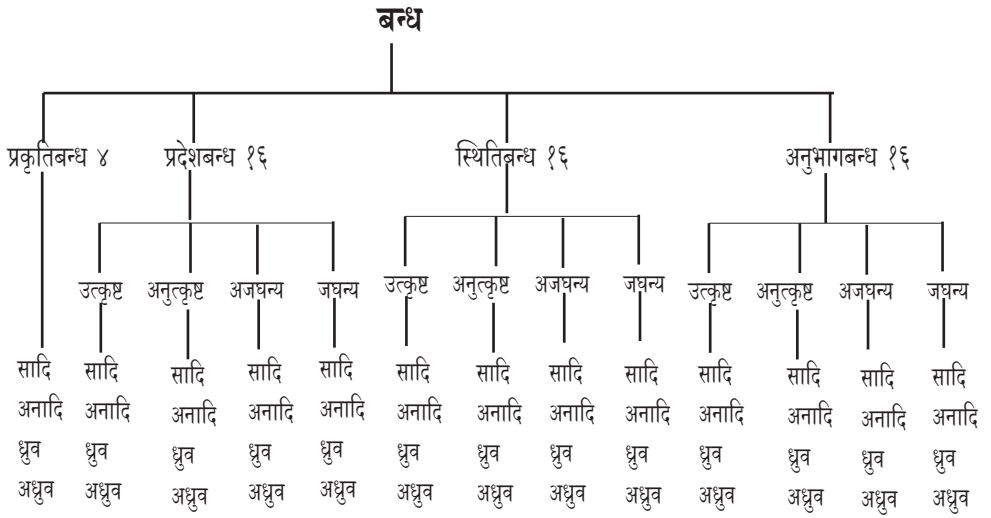 बन्ध
प्रकृतिबन्ध ४ प्रदेशबन्ध १६ स्थितिबन्ध १६ अनुभागबन्ध १६
उत्कृष्ट अनुत्कृष्ट अजघन्य जघन्य उत्कृष्ट अनुत्कृष्ट अजघन्य जघन्य उत्कृष्ट अनुत्कृष्ट अजघन्य जघन्य
सादि सादि सादि सादि सादि सादि सादि सादि सादि सादि सादि सादि सादि
अनादि अनादि अनादि अनादि अनादि अनादि अनादि अनादि अनादि अनादि अनादि अनादि अनादि
ध्रुव ध्रुव ध्रुव ध्रुव ध्रुव ध्रुव ध्रुव ध्रुव ध्रुव ध्रुव ध्रुव ध्रुव ध्रुव
अध्रुव अध्रुव अध्रुव अध्रुव अध्रुव अध्रुव अध्रुव अध्रुव अध्रुव अध्रुव अध्रुव अध्रुव अध्रुव